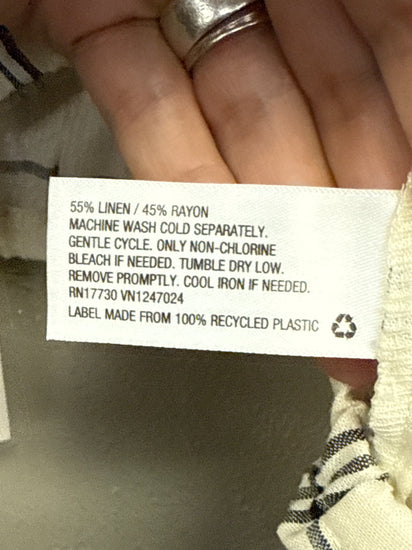 55% LINEN / 45% RAYON
MACHINE WASH COLD SEPARATELY.
GENTLE CYCLE. ONLY NON-CHLORINE
BLEACH IF NEEDED. TUMBLE DRY LOW.
REMOVE PROMPTLY. COOL IRON IF NEEDED.
RN17730 VN1247024
LABEL MADE FROM 100% RECYCLED PLASTIC